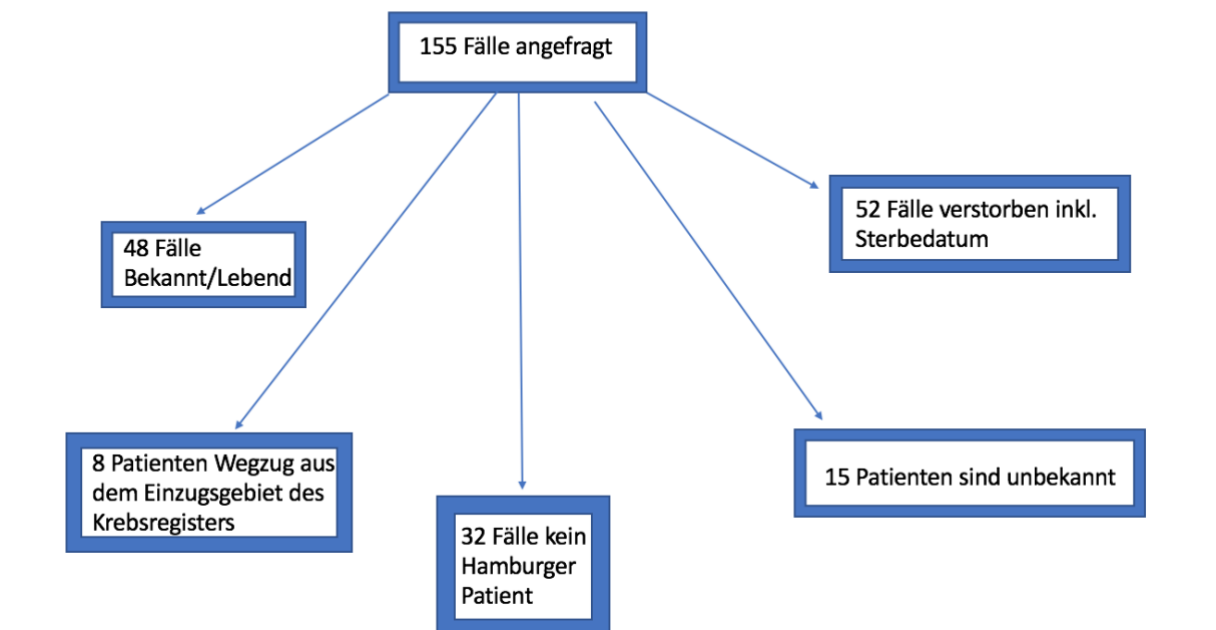 155 Fälle angefragt
52 Fälle verstorben inkl.
Sterbedatum
48 Fälle
Bekannt/Lebend
8 Patienten Wegzug aus
dem Einzugsgebiet des
Krebsregisters
15 Patienten sind unbekannt
32 Fälle kein
Hamburger
Patient